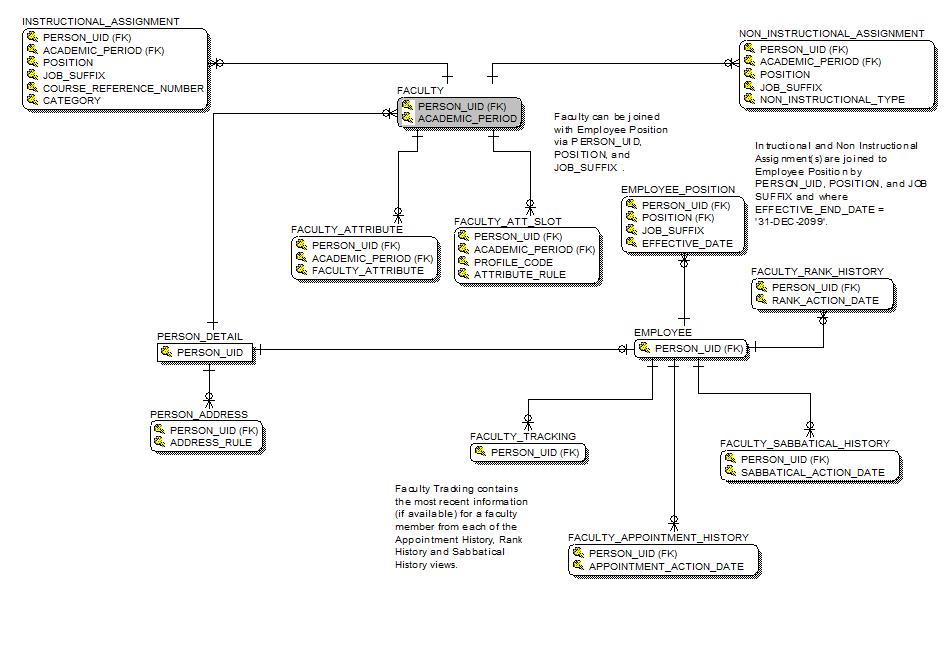 INSTRUCTIONAL_ASSIGNMENT
PERSON_UID (FK)
ACADEMIC_PERIOD (FK)
POSITION
JOB_SUFFIX
COURSE_REFERENCE_NUMBER
CATEGORY
NON_INSTRUCTIONAL_ASSIGNMENT
PERSON_UID (FK)
ACADEMIC_PERIOD (FK)
POSITION
JOB_SUFFIX
NON_INSTRUCTIONAL_TYPE
FACULTY
PERSON_UID (FK)
ACADEMIC_PERIOD
Faculty can be joined
with Employee Position
via PERSON_UID,
POSITION, and
JOB_SUFFIX .
Intructional and Non Instructional
Assignment(s) are joined to
Employee Position by
PERSON_UID, POSITION, and JOB
SUFFIX and where
EFFECTIVE_END_DATE =
'31-DEC-2099'.
EMPLOYEE_POSITION
PERSON_UID (FK)
POSITION (FK)
JOB_SUFFIX
EFFECTIVE_DATE
FACULTY_ATTRIBUTE
PERSON_UID (FK)
ACADEMIC_PERIOD (FK)
FACULTY_ATTRIBUTE
FACULTY_ATT_SLOT
PERSON_UID (FK)
ACADEMIC_PERIOD (FK)
PROFILE_CODE
ATTRIBUTE_RULE
FACULTY_RANK_HISTORY
PERSON_UID (FK)
RANK_ACTION_DATE
PERSON_DETAIL
PERSON_UID
EMPLOYEE
PERSON_UID (FK)
PERSON_ADDRESS
PERSON_UID (FK)
ADDRESS_RULE
FACULTY_TRACKING
PERSON_UID (FK)
FACULTY_SABBATICAL_HISTORY
PERSON_UID (FK)
SABBATICAL_ACTION_DATE
Faculty Tracking contains
the most recent information
(if available) for a faculty
member from each of the
Appointment History, Rank
History and Sabbatical
History views.
FACULTY_APPOINTMENT_HISTORY
PERSON_UID (FK)
APPOINTMENT_ACTION_DATE